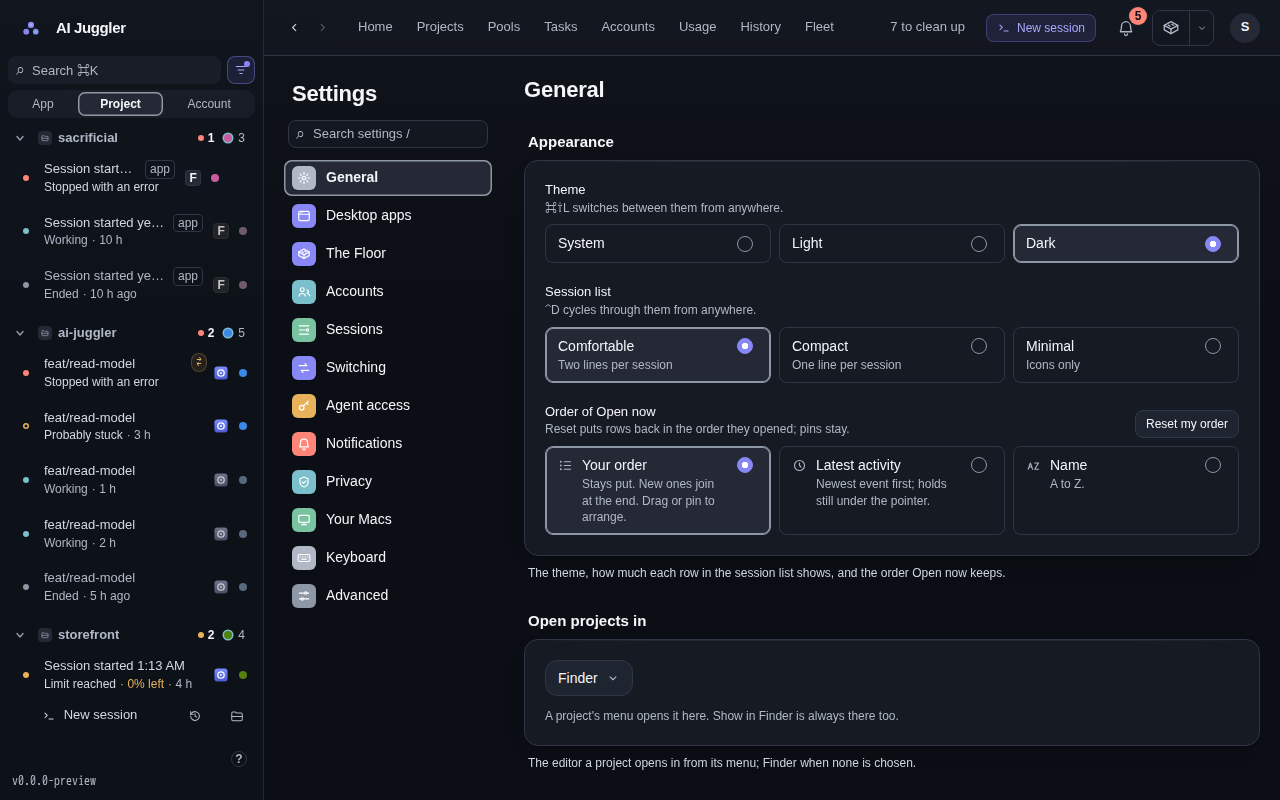 AI Juggler
Search ⌘K
App
Project
Account
sacrificial
1
3
Session start…
app
F
Stopped with an error
Session started ye…
app
F
Working · 10 h
Session started ye…
app
F
Ended · 10 h ago
ai-juggler
2
5
feat/read-model
Stopped with an error
feat/read-model
Probably stuck · 3 h
feat/read-model
Working · 1 h
feat/read-model
Working · 2 h
feat/read-model
Ended · 5 h ago
storefront
2
4
Session started 1:13 AM
Limit reached · 0% left · 4 h
New session
?
v0.0.0-preview
Home
Projects
Pools
Tasks
Accounts
Usage
History
Fleet
7 to clean up
New session
5
S
Settings
Search settings /
General
Desktop apps
The Floor
Accounts
Sessions
Switching
Agent access
Notifications
Privacy
Your Macs
Keyboard
Advanced
General
Appearance
Theme
⌘⇧L switches between them from anywhere.
System
Light
Dark
Session list
^D cycles through them from anywhere.
Comfortable
Two lines per session
Compact
One line per session
Minimal
Icons only
Order of Open now
Reset puts rows back in the order they opened; pins stay.
Reset my order
Your order
Stays put. New ones join
at the end. Drag or pin to
arrange.
Latest activity
Newest event first; holds
still under the pointer.
AZ
Name
A to Z.
The theme, how much each row in the session list shows, and the order Open now keeps.
Open projects in
Finder
A project's menu opens it here. Show in Finder is always there too.
The editor a project opens in from its menu; Finder when none is chosen.